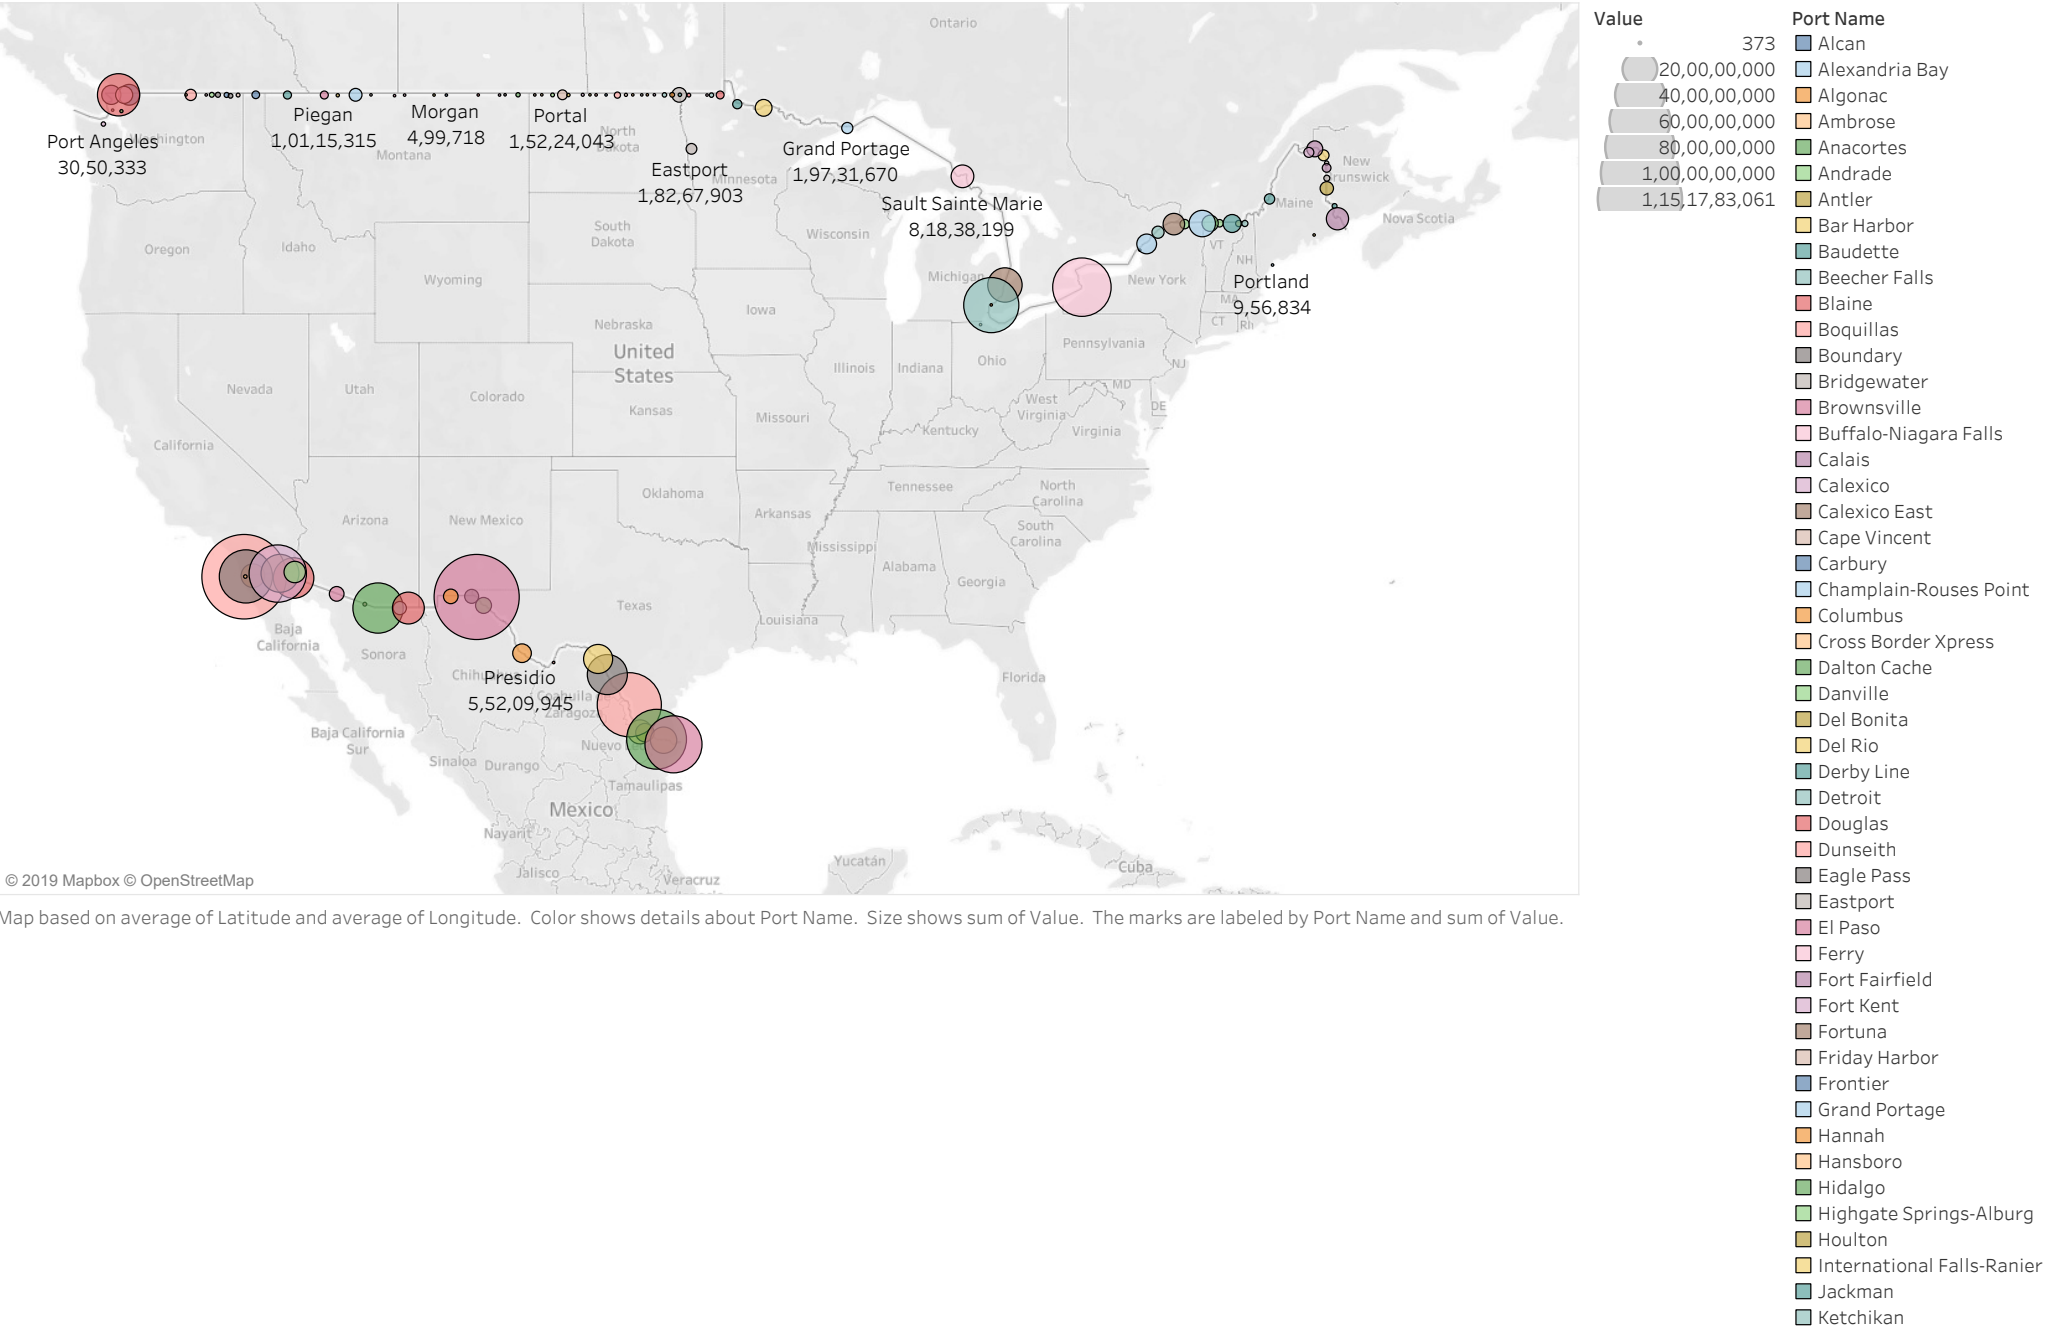 Ontario
Washington
Montana
North
Dakota
Minnesota
South
Dakota
Wisconsin
Michigan
New York
Maine
New
Brunswick
Nova Scotia
VT
NH
MA
CT
Rh
Oregon
Idaho
Wyoming
Nebraska
Iowa
Illinois
Indiana
Ohio
Pennsylvania
NJ
MD
DE
West
Virginia
Virginia
Kentucky
United
States
Nevada
Utah
Colorado
Kansas
Missouri
California
Arizona
New Mexico
Oklahoma
Arkansas
Tennessee
North
Carolina
South
Carolina
Mississippi
Alabama
Georgia
Texas
Louisiana
Florida
Baja
California
Sonora
Coahuila
Zaragoza
Baja California
Sur
Sinaloa
Durango
Tamaulipas
Mexico
Nayarit
Jalisco
Veracruz
Yucatán
Cuba
Port Angeles
30,50,333
Piegan
1,01,15,315
Morgan
4,99,718
Portal
1,52,24,043
Eastport
1,82,67,903
Grand Portage
1,97,31,670
Sault Sainte Marie
8,18,38,199
Portland
9,56,834
Presidio
5,52,09,945
© 2019 Mapbox © OpenStreetMap
Map based on average of Latitude and average of Longitude. Color shows details about Port Name. Size shows sum of Value. The marks are labeled by Port Name and sum of Value.
Value
373
20,00,00,000
40,00,00,000
60,00,00,000
80,00,00,000
1,00,00,00,000
1,15,17,83,061
Port Name
Alcan
Alexandria Bay
Algonac
Ambrose
Anacortes
Andrade
Antler
Bar Harbor
Baudette
Beecher Falls
Blaine
Boquillas
Boundary
Bridgewater
Brownsville
Buffalo-Niagara Falls
Calais
Calexico
Calexico East
Cape Vincent
Carbury
Champlain-Rouses Point
Columbus
Cross Border Xpress
Dalton Cache
Danville
Del Bonita
Del Rio
Derby Line
Detroit
Douglas
Dunseith
Eagle Pass
Eastport
El Paso
Ferry
Fort Fairfield
Fort Kent
Fortuna
Friday Harbor
Frontier
Grand Portage
Hannah
Hansboro
Hidalgo
Highgate Springs-Alburg
Houlton
International Falls-Ranier
Jackman
Ketchikan